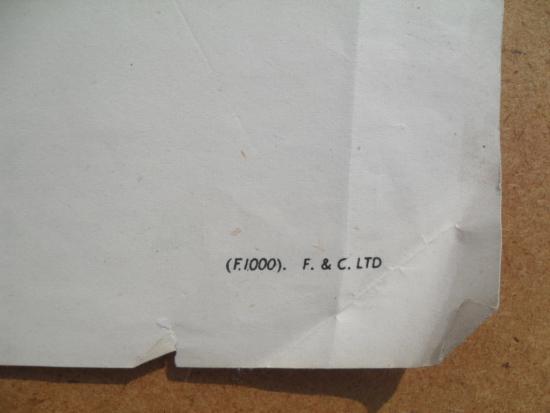 (F.1000). F. & C. LTD